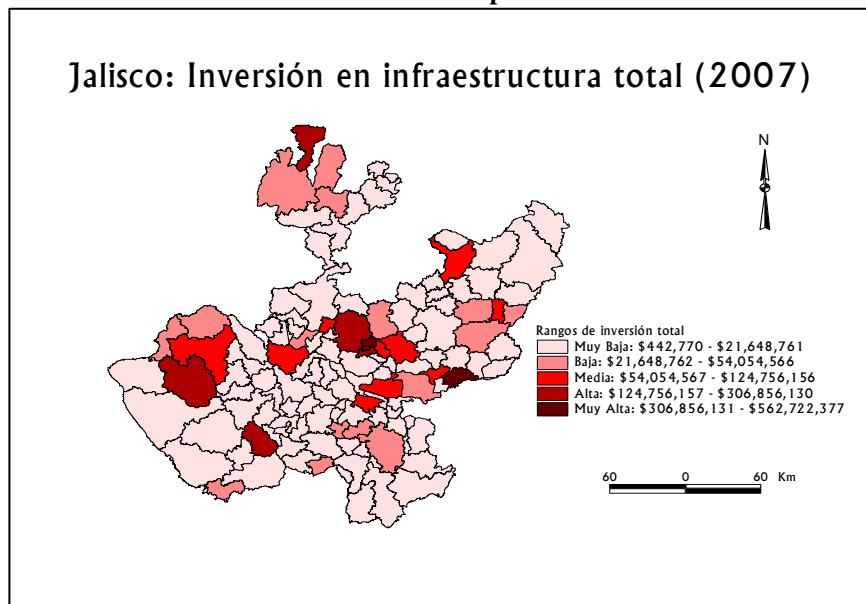 Jalisco: Inversión en infraestructura total (2007)
N
Rangos de inversión total
Muy Baja: $442,770 - $21,648,761
Baja: $21,648,762 - $54,054,566
Media: $54,054,567 - $124,756,156
Alta: $124,756,157 - $306,856,130
Muy Alta: $306,856,131 - $562,722,377
60 0 60 Km